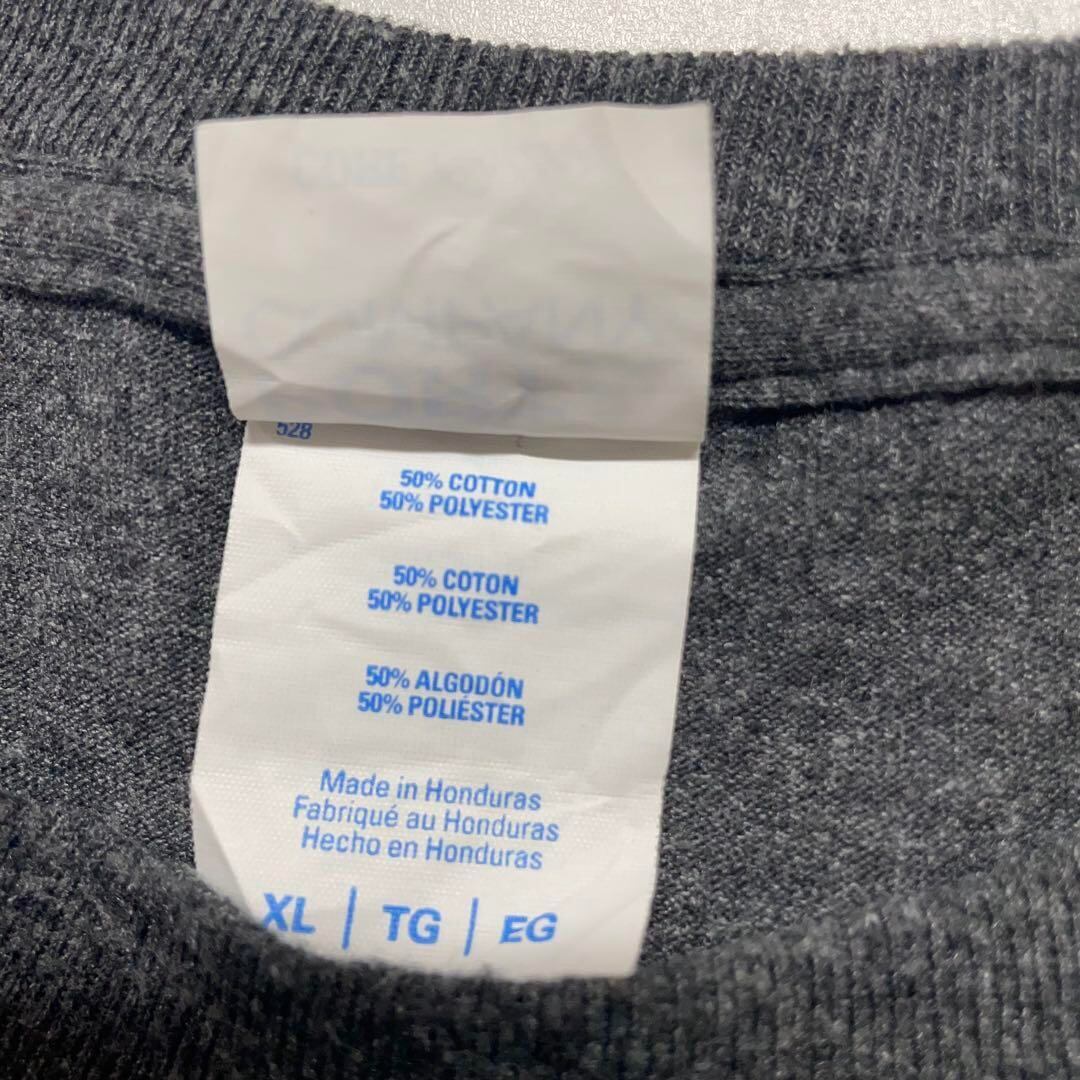 528
50% COTTON
50% POLYESTER
50% COTON
50% POLYESTER
50% ALGODÓN
50% POLIÉSTER
Made in Honduras
Fabriqué au Honduras
Hecho en Honduras
XL | TG | EG